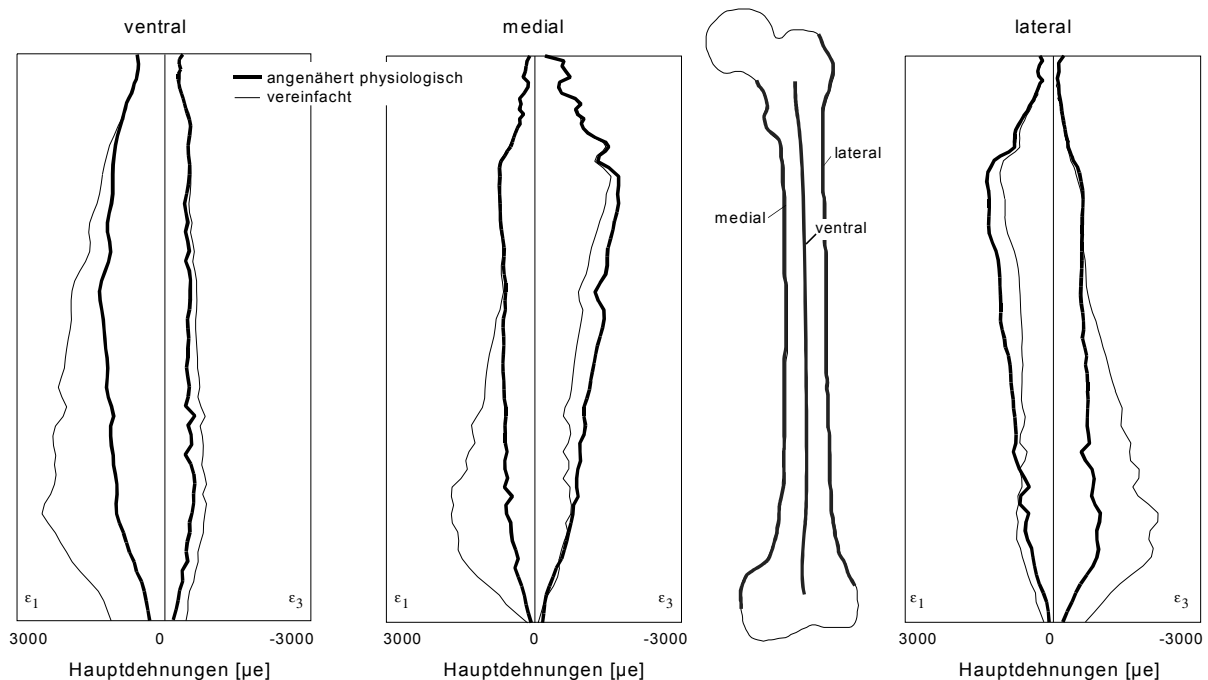 ventral
medial
lateral
angenähert physiologisch
vereinfacht
lateral
medial
ventral
ε1
ε3
ε1
ε3
ε1
ε3
3000 0 -3000
3000 0 -3000
3000 0 -3000
Hauptdehnungen [µe]
Hauptdehnungen [µe]
Hauptdehnungen [µe]